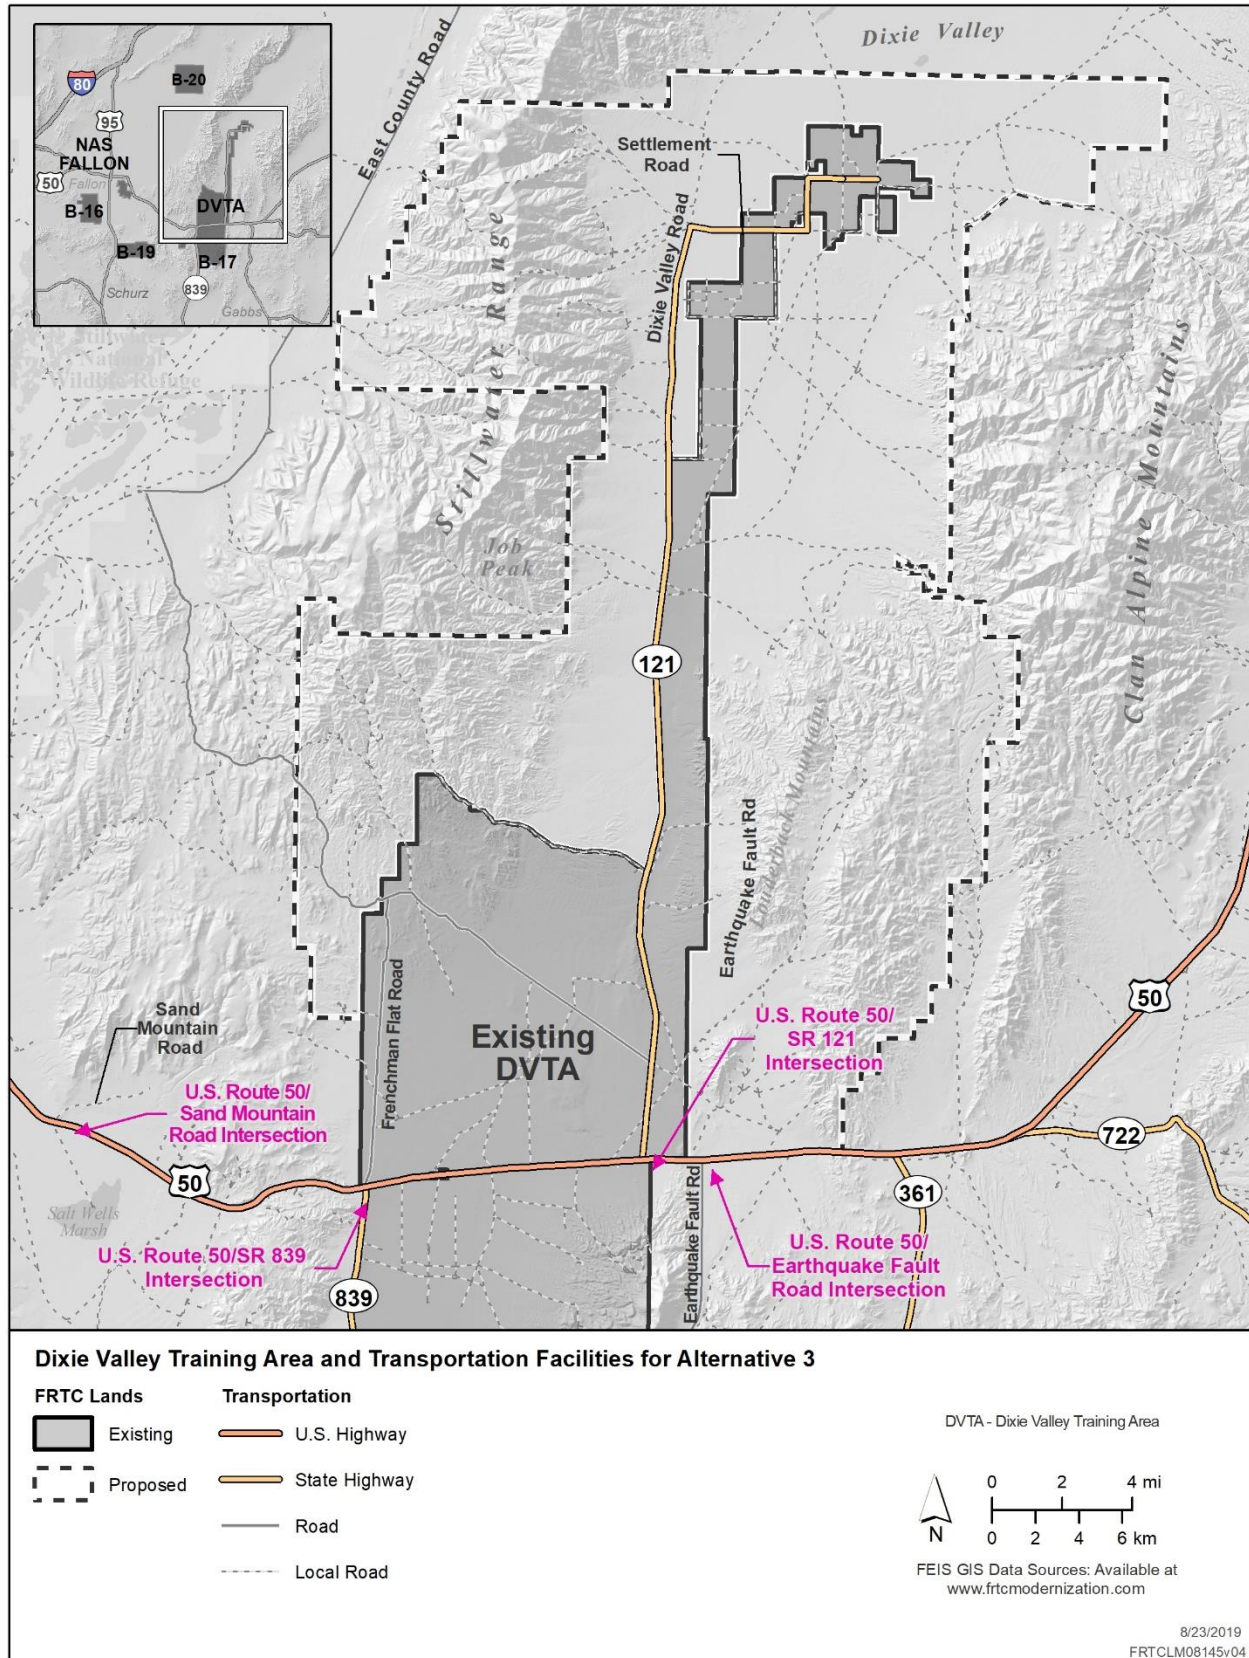 Dixie Valley
East County Road
80
B-20
95
NAS
FALLON
50
Fallon
B-16
DVTA
B-19
B-17
839
Schurz
Gabbs
Settlement
Road
Dixie Valley Road
Stillwater Range
Stillwater
National
Wildlife Refuge
Clan Alpine Mountains
Job
Peak
121
Louderback Mountains
Earthquake Fault Rd
Frenchman Flat Road
Sand
Mountain
Road
Existing
DVTA
U.S. Route 50/
SR 121
Intersection
50
U.S. Route 50/
Sand Mountain
Road Intersection
722
50
361
Salt Wells
Marsh
Earthquake Fault Rd
U.S. Route 50/SR 839
Intersection
U.S. Route 50/
Earthquake Fault
Road Intersection
839
Dixie Valley Training Area and Transportation Facilities for Alternative 3
FRTC Lands
Existing
Proposed
Transportation
U.S. Highway
State Highway
Road
Local Road
DVTA - Dixie Valley Training Area
N
0 2 4 mi
0 2 4 6 km
FEIS GIS Data Sources: Available at
www.frtcmodernization.com
8/23/2019
FRTCLM08145v04